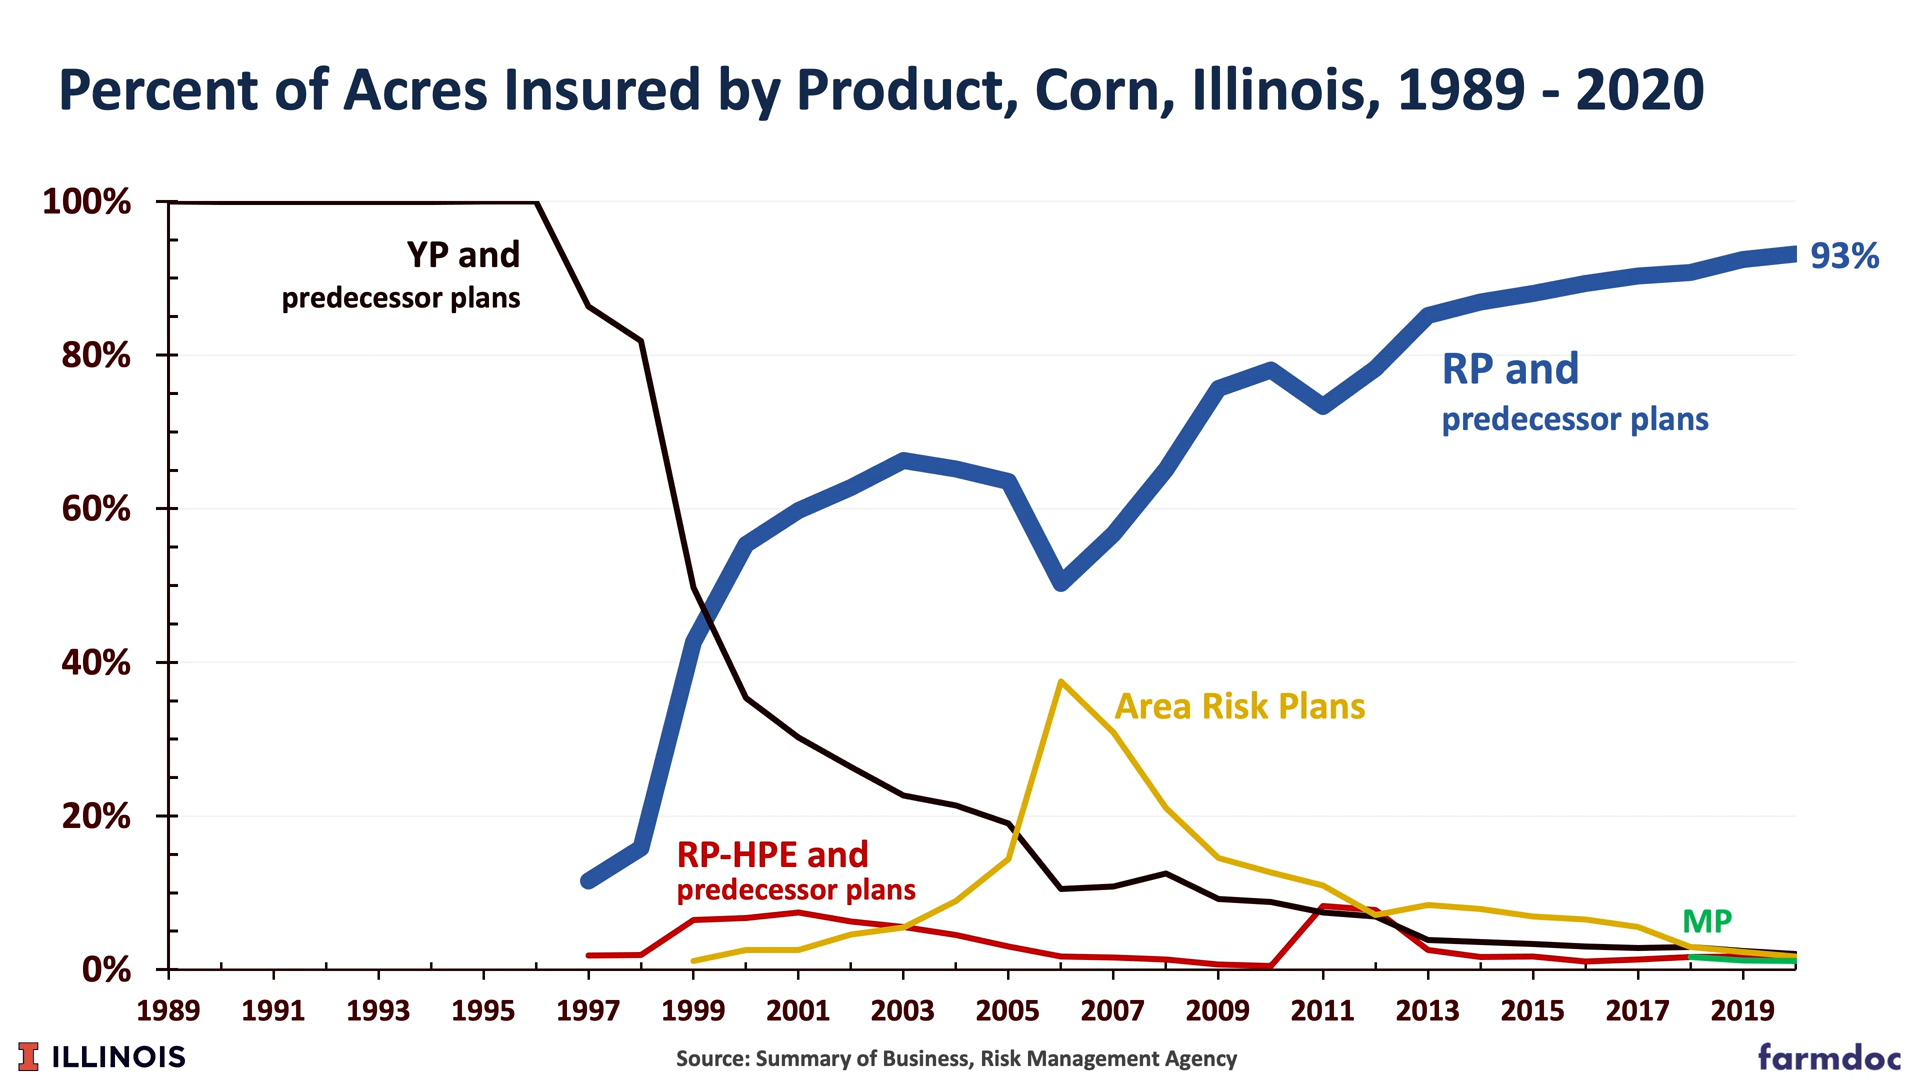 Percent of Acres Insured by Product, Corn, Illinois, 1989 - 2020
100%
80%
60%
40%
20%
0%
YP and
predecessor plans
93%
RP and
predecessor plans
Area Risk Plans
RP-HPE and
predecessor plans
MP
1989 1991 1993 1995 1997 1999 2001 2003 2005 2007 2009 2011 2013 2015 2017 2019
I ILLINOIS
Source: Summary of Business, Risk Management Agency
farmdoc